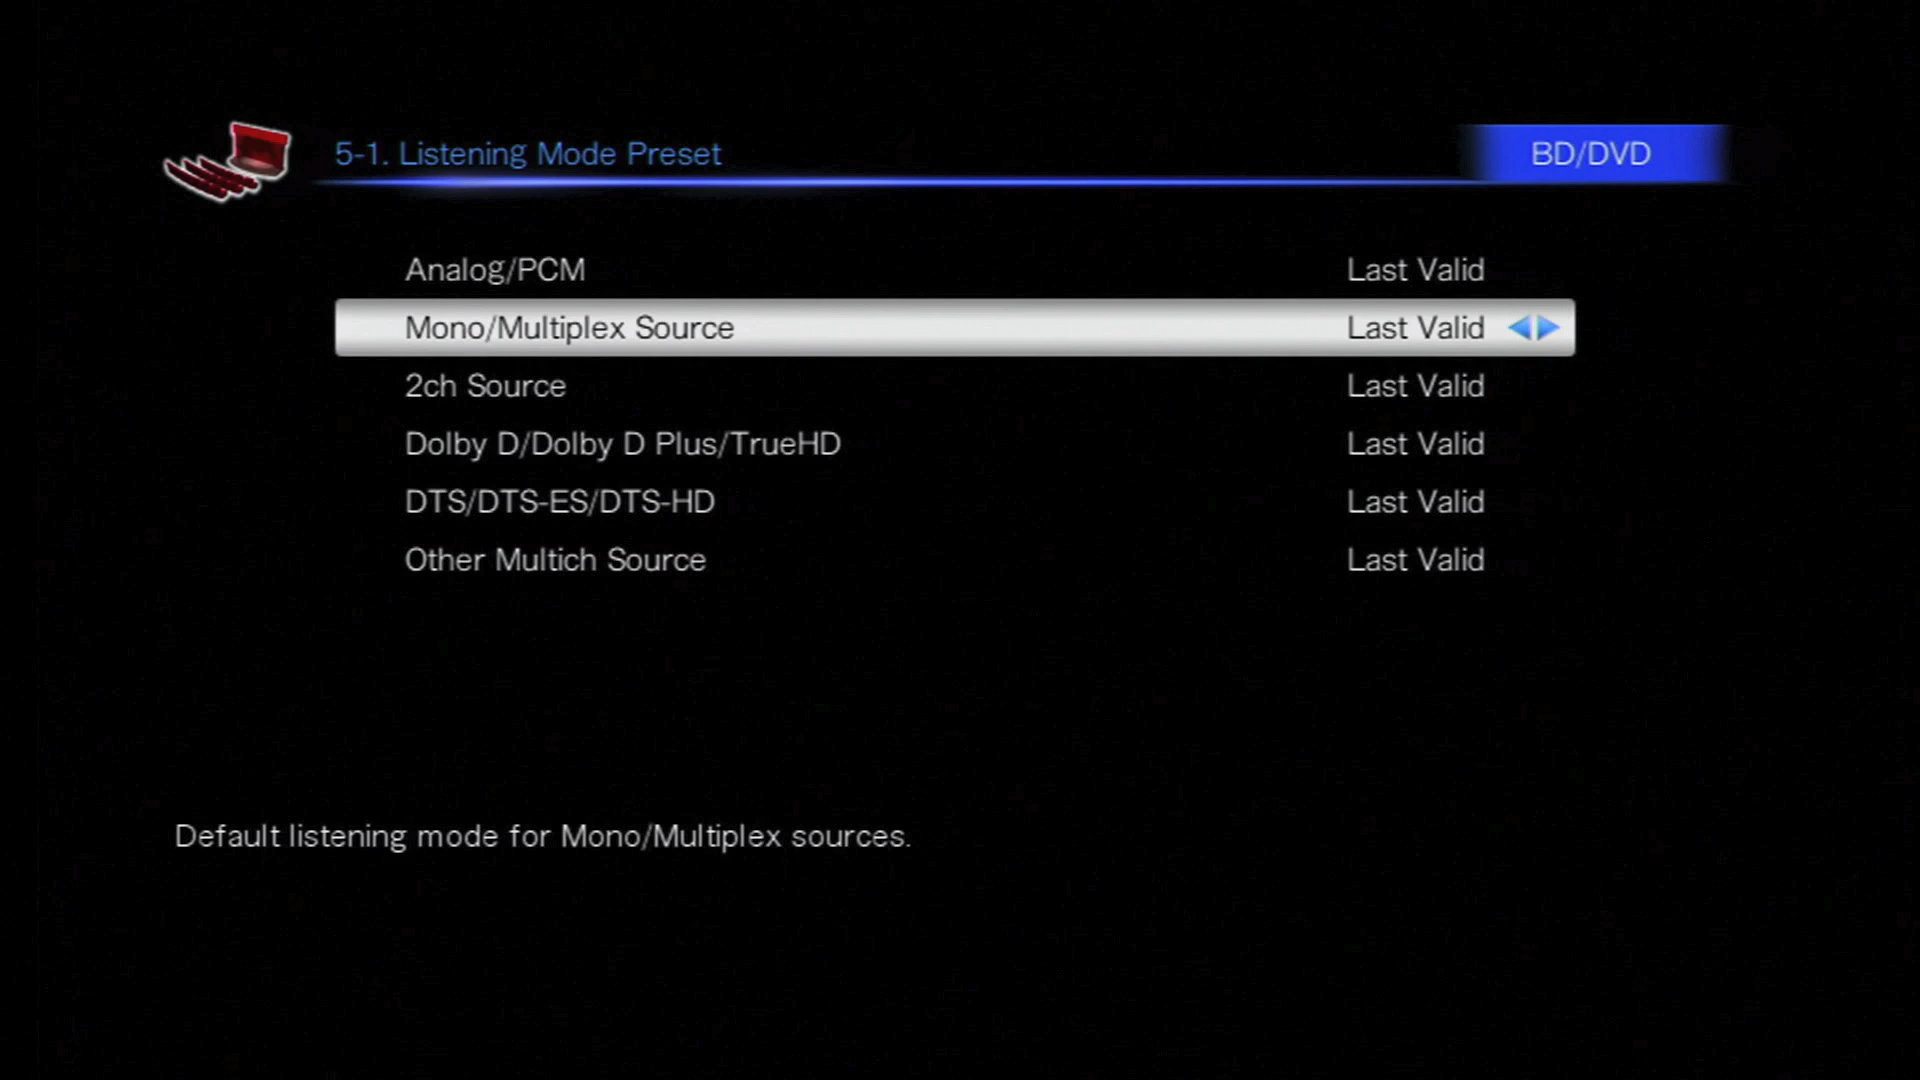 5-1. Listening Mode Preset BD/DVD
Analog/PCM Last Valid
Mono/Multiplex Source Last Valid
2ch Source Last Valid
Dolby D/Dolby D Plus/TrueHD Last Valid
DTS/DTS-ES/DTS-HD Last Valid
Other Multich Source Last Valid
Default listening mode for Mono/Multiplex sources.